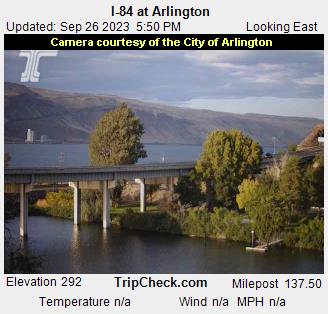 I-84 at Arlington
Updated: Sep 26 2023 5:50 PM Looking East
Camera courtesy of the City of Arlington
Elevation 292 TripCheck.com Milepost 137.50
Temperature n/a Wind n/a MPH n/a